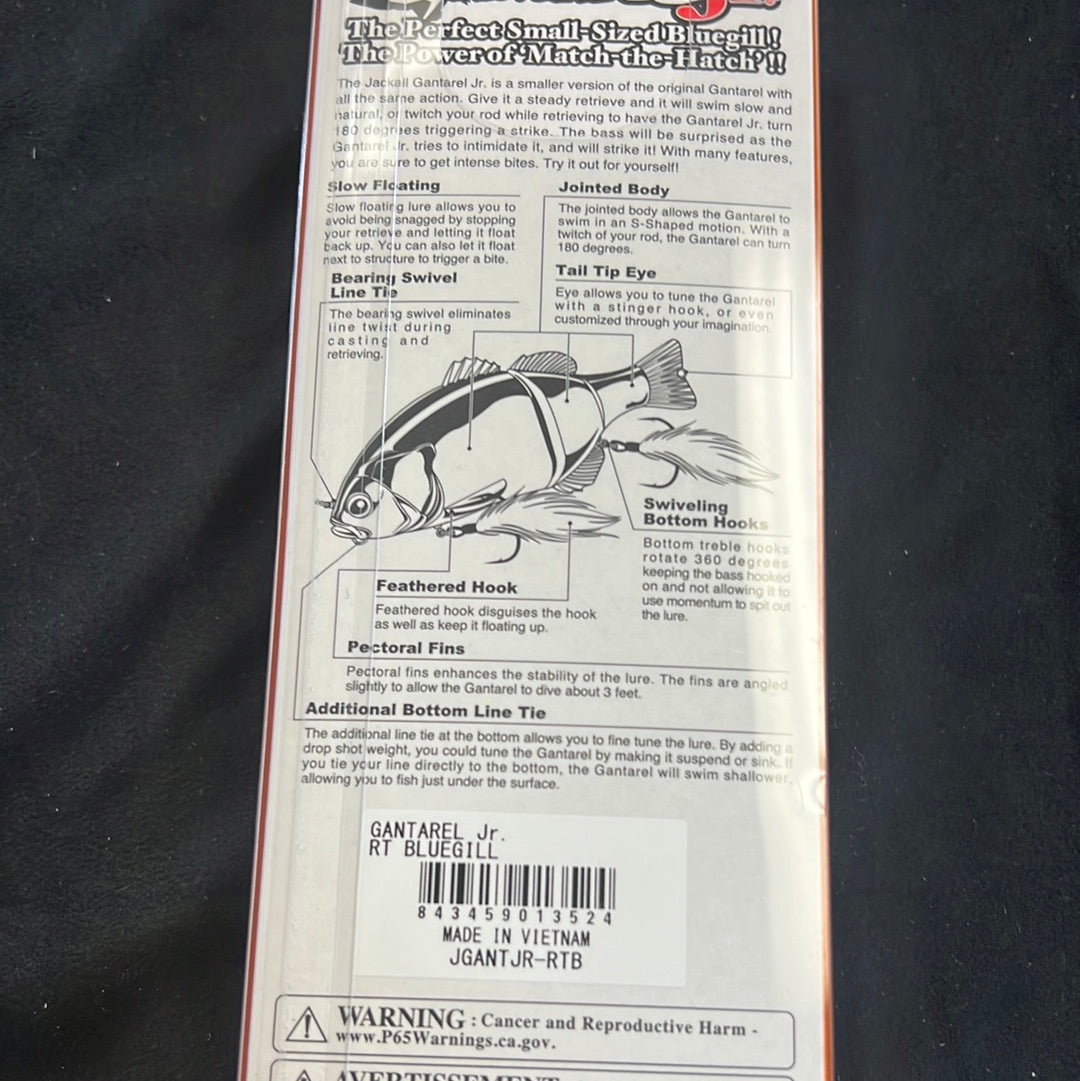 The Perfect Small-Sized Bluegill!
The Power of 'Match-the-Hatch'!!
The Jackall Gantarel Jr. is a smaller version of the original Gantarel with
all the same action. Give it a steady retrieve and it will swim slow and
natural, or twitch your rod while retrieving to have the Gantarel Jr. turn
180 degrees triggering a strike. The bass will be surprised as the
Gantarel Jr. tries to intimidate it, and will strike it! With many features,
you are sure to get intense bites. Try it out for yourself!
Slow Floating
Slow floating lure allows you to
avoid being snagged by stopping
your retrieve and letting it float
back up. You can also let it float
next to structure to trigger a bite.
Jointed Body
The jointed body allows the Gantarel to
swim in an S-Shaped motion. With a
twitch of your rod, the Gantarel can turn
180 degrees.
Bearing Swivel
Line Tie
The bearing swivel eliminates
line twist during
casting and
retrieving.
Tail Tip Eye
Eye allows you to tune the Gantarel
with a stinger hook, or even
customized through your imagination.
Swiveling
Bottom Hooks
Bottom treble hooks
rotate 360 degrees
keeping the bass hooked
on and not allowing it to
use momentum to spit out
the lure.
Feathered Hook
Feathered hook disguises the hook
as well as keep it floating up.
Pectoral Fins
Pectoral fins enhances the stability of the lure. The fins are angled
slightly to allow the Gantarel to dive about 3 feet.
Additional Bottom Line Tie
The additional line tie at the bottom allows you to fine tune the lure. By adding a
drop shot weight, you could tune the Gantarel by making it suspend or sink. If
you tie your line directly to the bottom, the Gantarel will swim shallower,
allowing you to fish just under the surface.
GANTAREL Jr.
RT BLUEGILL
843459013524
MADE IN VIETNAM
JGANTJR-RTB
WARNING : Cancer and Reproductive Harm -
www.P65Warnings.ca.gov.
AVERTISSEMENT